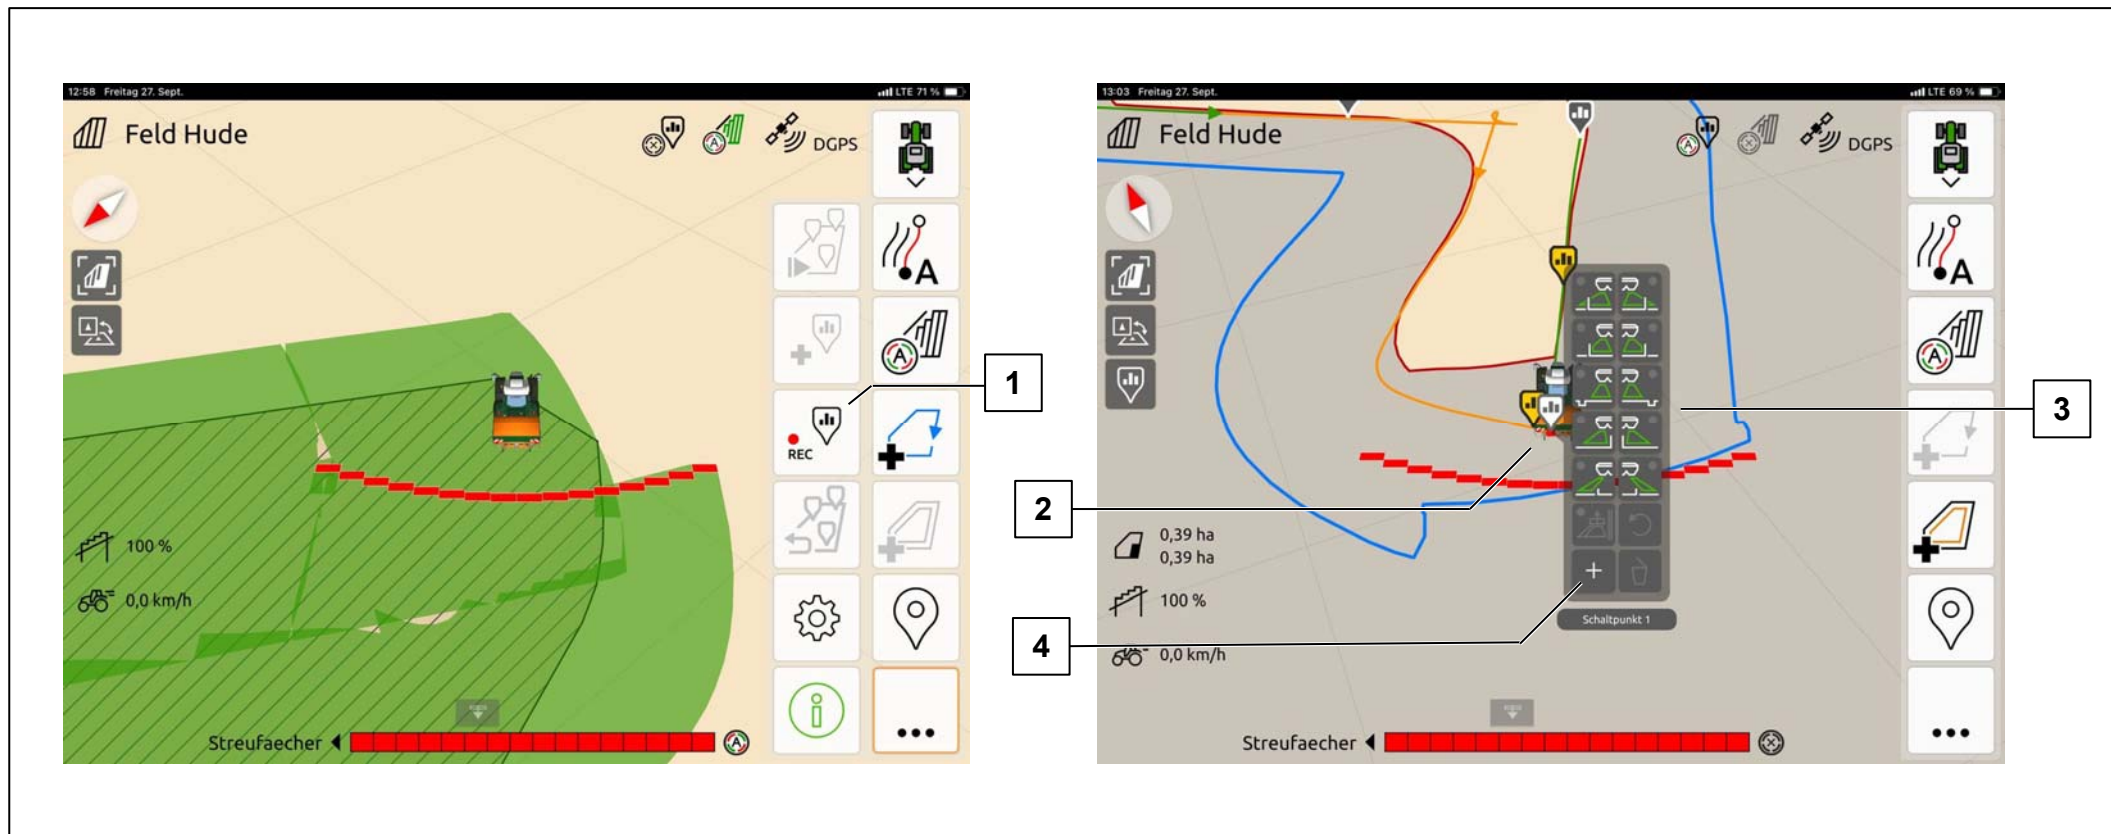 12:58 Freitag 27. Sept.
LTE 71 %
Feld Hude
DGPS
A
A
REC
100 %
0,0 km/h
Streufaecher
A
1
13:03 Freitag 27. Sept.
LTE 69 %
Feld Hude
DGPS
A
A
0,39 ha
0,39 ha
100 %
0,0 km/h
Schaltpunkt 1
Streufaecher
2
3
4